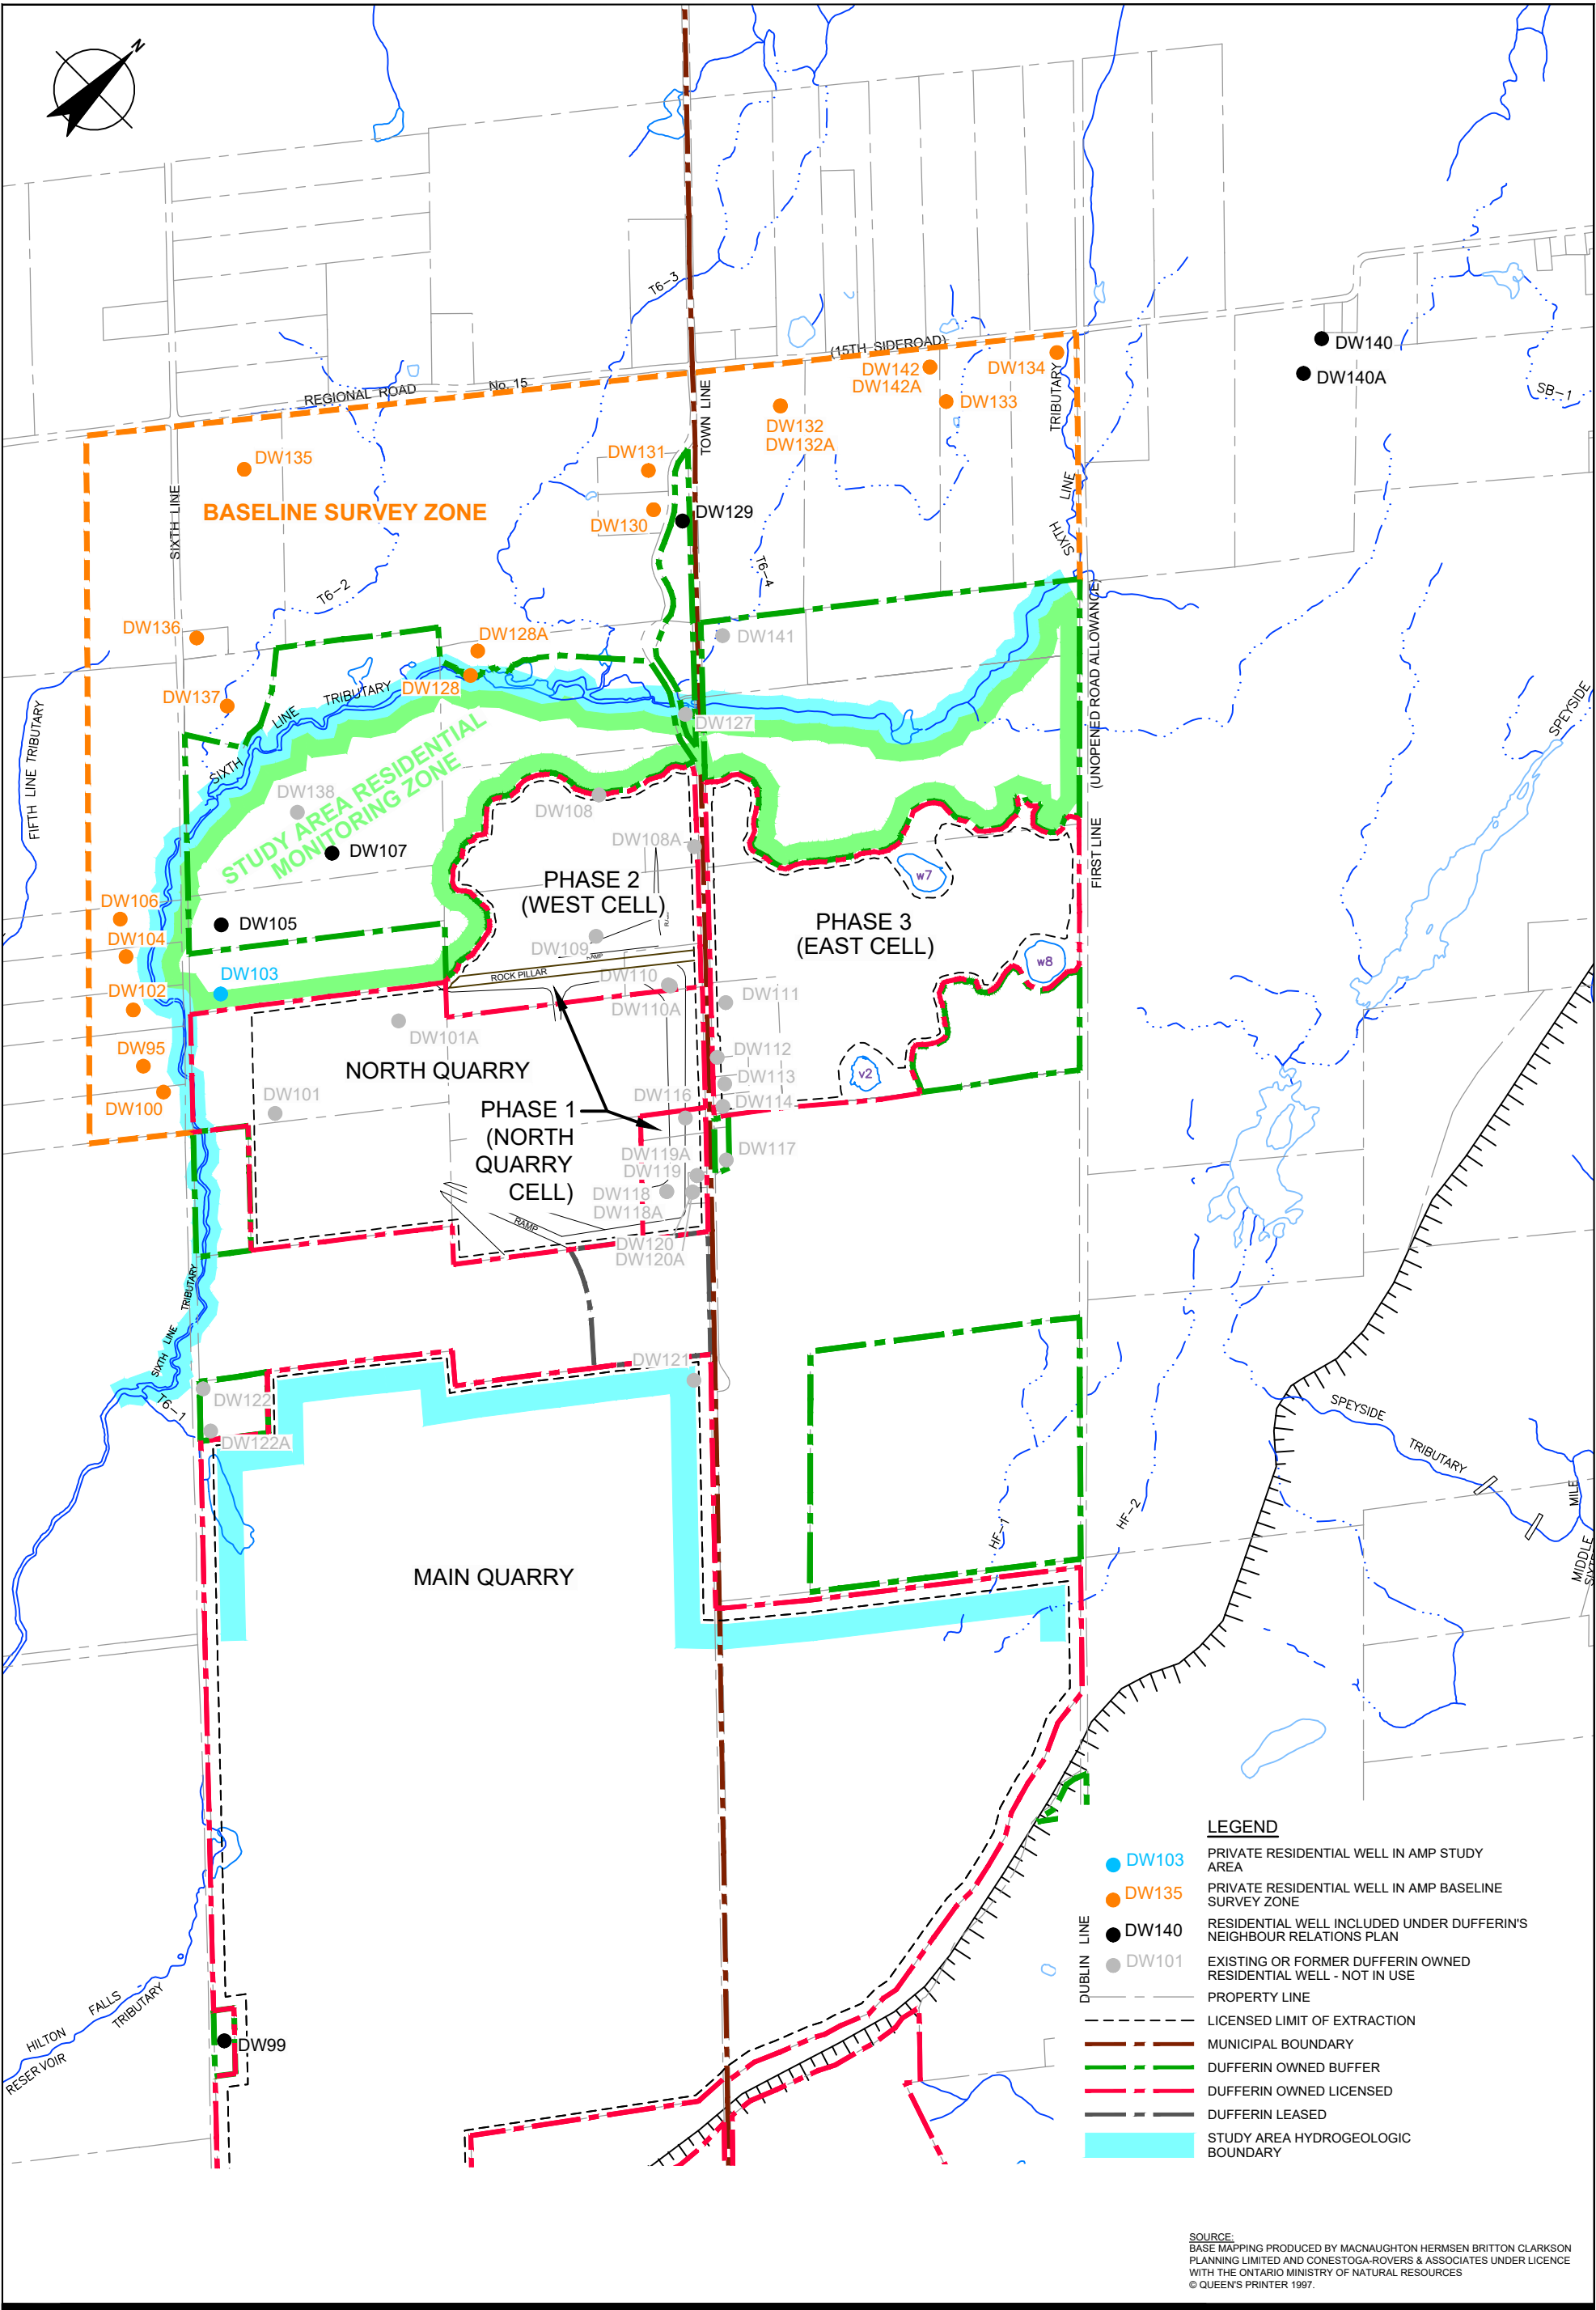 N
T6-3
(15TH SIDEROAD)
DW140
DW142
DW142A
DW134
DW140A
REGIONAL ROAD
No. 15
TOWN LINE
TRIBUTARY
SB-1
DW133
DW132
DW132A
DW131
DW135
BASELINE SURVEY ZONE
SIXTH LINE
DW130
DW129
LINE
SIXTH
T6-4
T6-2
(UNOPENED ROAD ALLOWANCE)
DW136
DW128A
DW141
DW128
DW137
TRIBUTARY
LINE
SIXTH
DW127
FIFTH LINE TRIBUTARY
SPEYSIDE
STUDY AREA RESIDENTIAL
MONITORING ZONE
DW138
DW108
DW108A
DW107
FIRST LINE
w7
PHASE 2
(WEST CELL)
PHASE 3
(EAST CELL)
DW106
DW105
DW104
DW109
RAMP
w8
ROCK PILLAR
DW103
DW110
DW110A
DW111
DW102
DW101A
DW95
NORTH QUARRY
DW112
DW113
v2
DW100
DW101
DW116
DW114
PHASE 1
(NORTH
QUARRY
CELL)
DW119A
DW119
DW117
DW118
DW118A
RAMP
DW120
DW120A
SIXTH LINE TRIBUTARY
DW121
DW122
T6-1
DW122A
SPEYSIDE
TRIBUTARY
MILE
MIDDLE
HF-1
HF-2
MAIN QUARRY
DUBLIN LINE
HILTON FALLS
TRIBUTARY
RESERVOIR
DW99
LEGEND
DW103 PRIVATE RESIDENTIAL WELL IN AMP STUDY
AREA
DW135 PRIVATE RESIDENTIAL WELL IN AMP BASELINE
SURVEY ZONE
DW140 RESIDENTIAL WELL INCLUDED UNDER DUFFERIN'S
NEIGHBOUR RELATIONS PLAN
DW101 EXISTING OR FORMER DUFFERIN OWNED
RESIDENTIAL WELL - NOT IN USE
PROPERTY LINE
LICENSED LIMIT OF EXTRACTION
MUNICIPAL BOUNDARY
DUFFERIN OWNED BUFFER
DUFFERIN OWNED LICENSED
DUFFERIN LEASED
STUDY AREA HYDROGEOLOGIC
BOUNDARY
SOURCE:
BASE MAPPING PRODUCED BY MACNAUGHTON HERMSEN BRITTON CLARKSON
PLANNING LIMITED AND CONESTOGA-ROVERS & ASSOCIATES UNDER LICENCE
WITH THE ONTARIO MINISTRY OF NATURAL RESOURCES
© QUEEN'S PRINTER 1997.